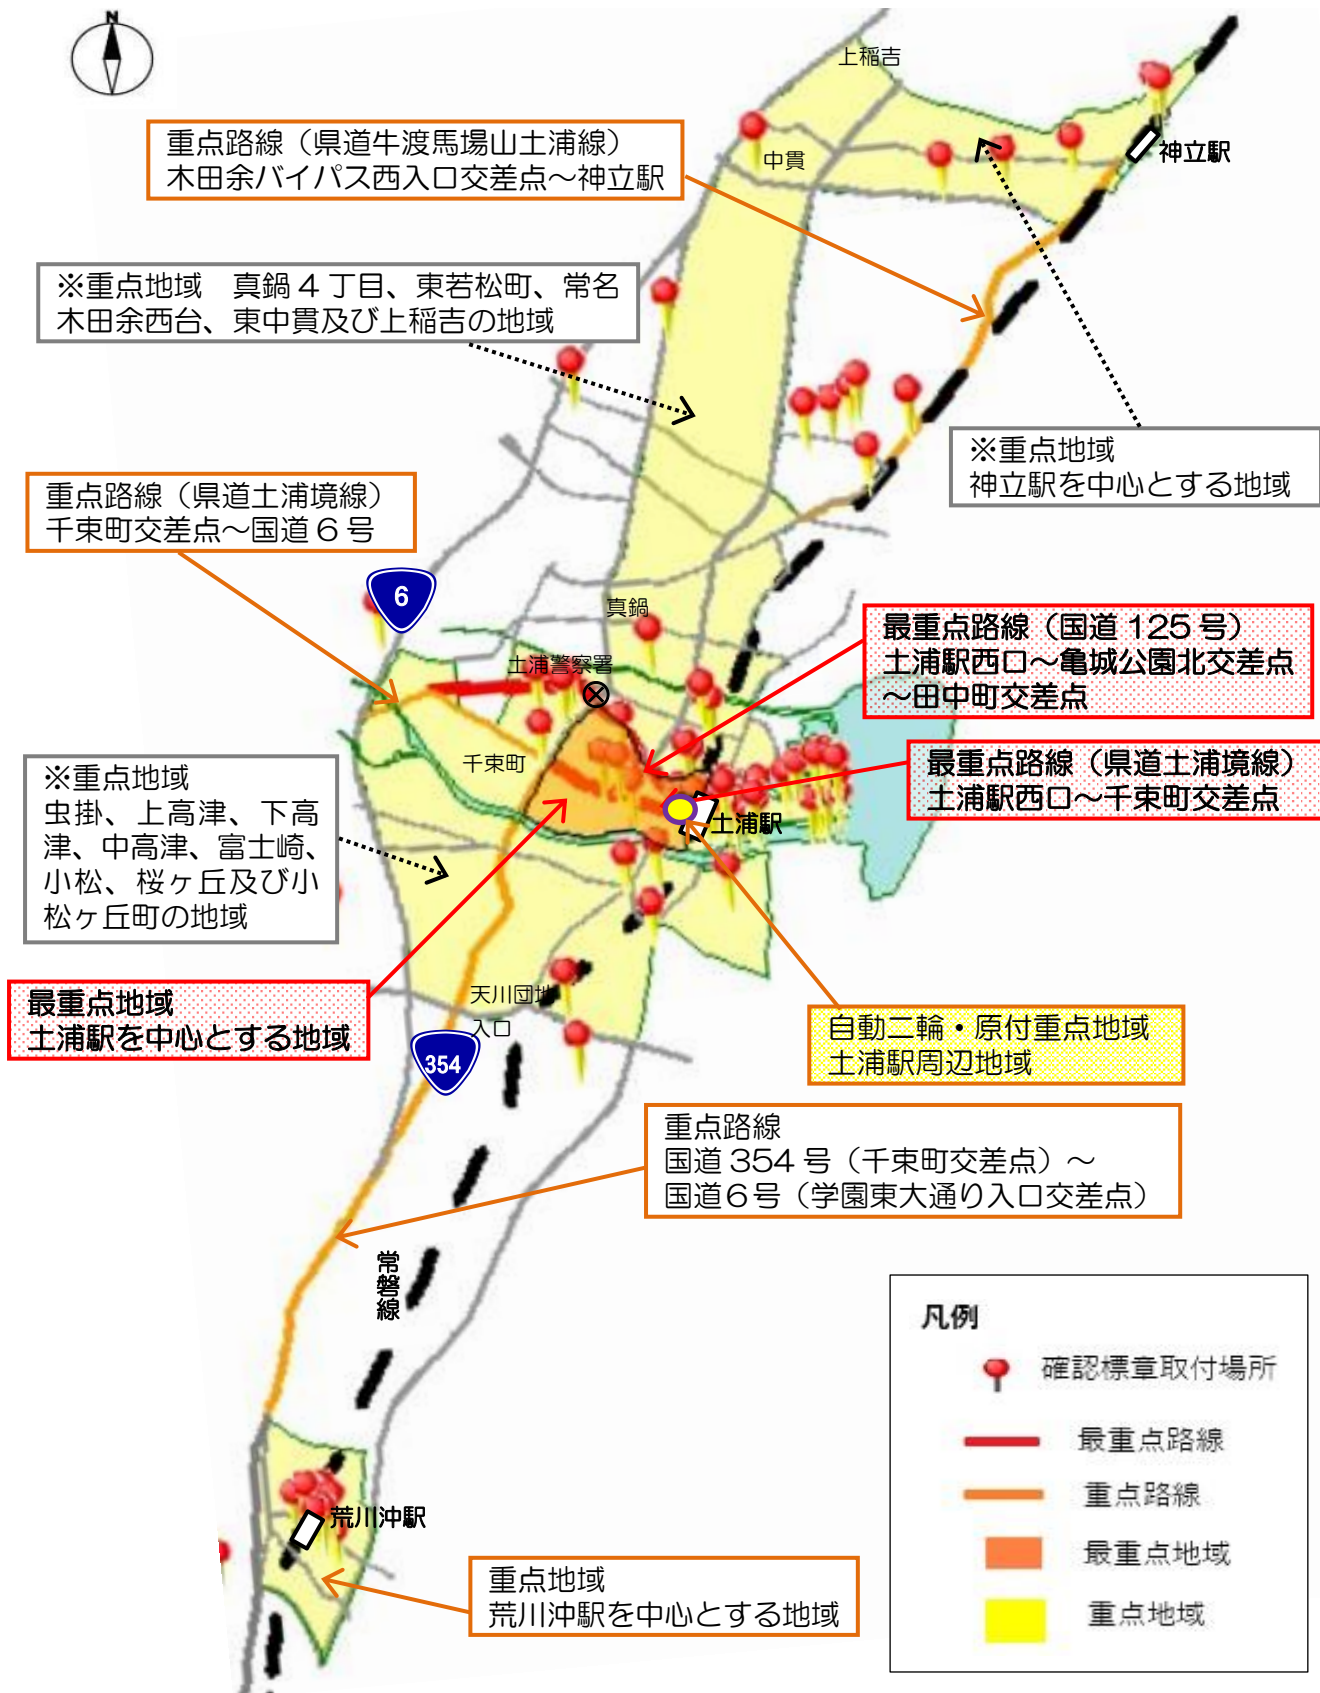 N
上稲吉
重点路線（県道牛渡馬場山土浦線）
木田余バイパス西入口交差点～神立駅
中貫
神立駅
※重点地域　真鍋４丁目、東若松町、常名
木田余西台、東中貫及び上稲吉の地域
※重点地域
神立駅を中心とする地域
重点路線（県道土浦境線）
千束町交差点～国道６号
6
真鍋
土浦警察署
最重点路線（国道 125 号）
土浦駅西口～亀城公園北交差点
～田中町交差点
千束町
最重点路線（県道土浦境線）
土浦駅西口～千束町交差点
土浦駅
※重点地域
虫掛、上高津、下高
津、中高津、富士崎、
小松、桜ヶ丘及び小
松ヶ丘町の地域
最重点地域
土浦駅を中心とする地域
天川団地
入口
354
自動二輪・原付重点地域
土浦駅周辺地域
重点路線
国道 354 号（千束町交差点）～
国道６号（学園東大通り入口交差点）
常磐線
荒川沖駅
重点地域
荒川沖駅を中心とする地域
凡例
確認標章取付場所
最重点路線
重点路線
最重点地域
重点地域